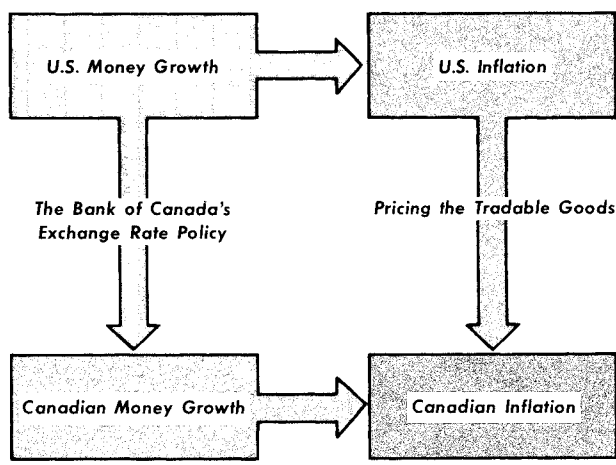 U.S. Money Growth
U.S. Inflation
The Bank of Canada's
Exchange Rate Policy
Pricing the Tradable Goods
Canadian Money Growth
Canadian Inflation